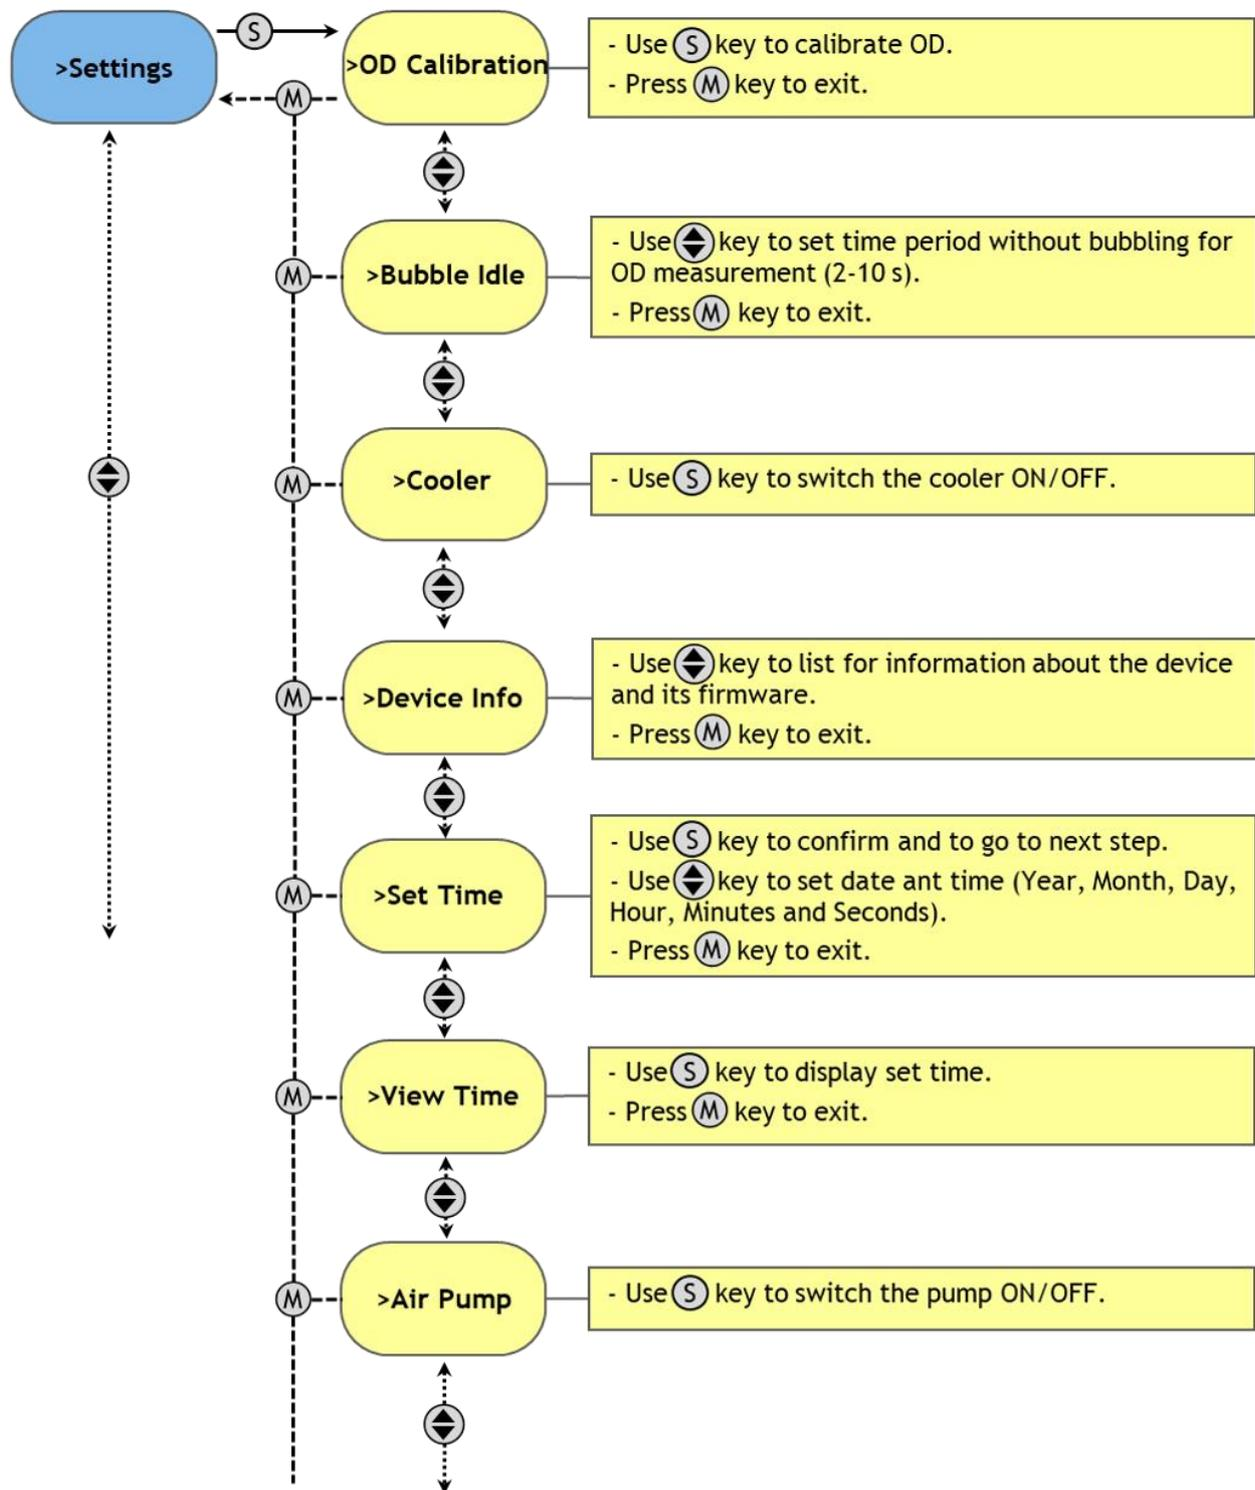 >Settings
S
>OD Calibration
- Use S key to calibrate OD.
- Press M key to exit.
M
M
>Bubble Idle
- Use key to set time period without bubbling for
OD measurement (2-10 s).
- Press M key to exit.
M
>Cooler
- Use S key to switch the cooler ON/OFF.
M
>Device Info
- Use key to list for information about the device
and its firmware.
- Press M key to exit.
M
>Set Time
- Use S key to confirm and to go to next step.
- Use key to set date ant time (Year, Month, Day,
Hour, Minutes and Seconds).
- Press M key to exit.
M
>View Time
- Use S key to display set time.
- Press M key to exit.
M
>Air Pump
- Use S key to switch the pump ON/OFF.